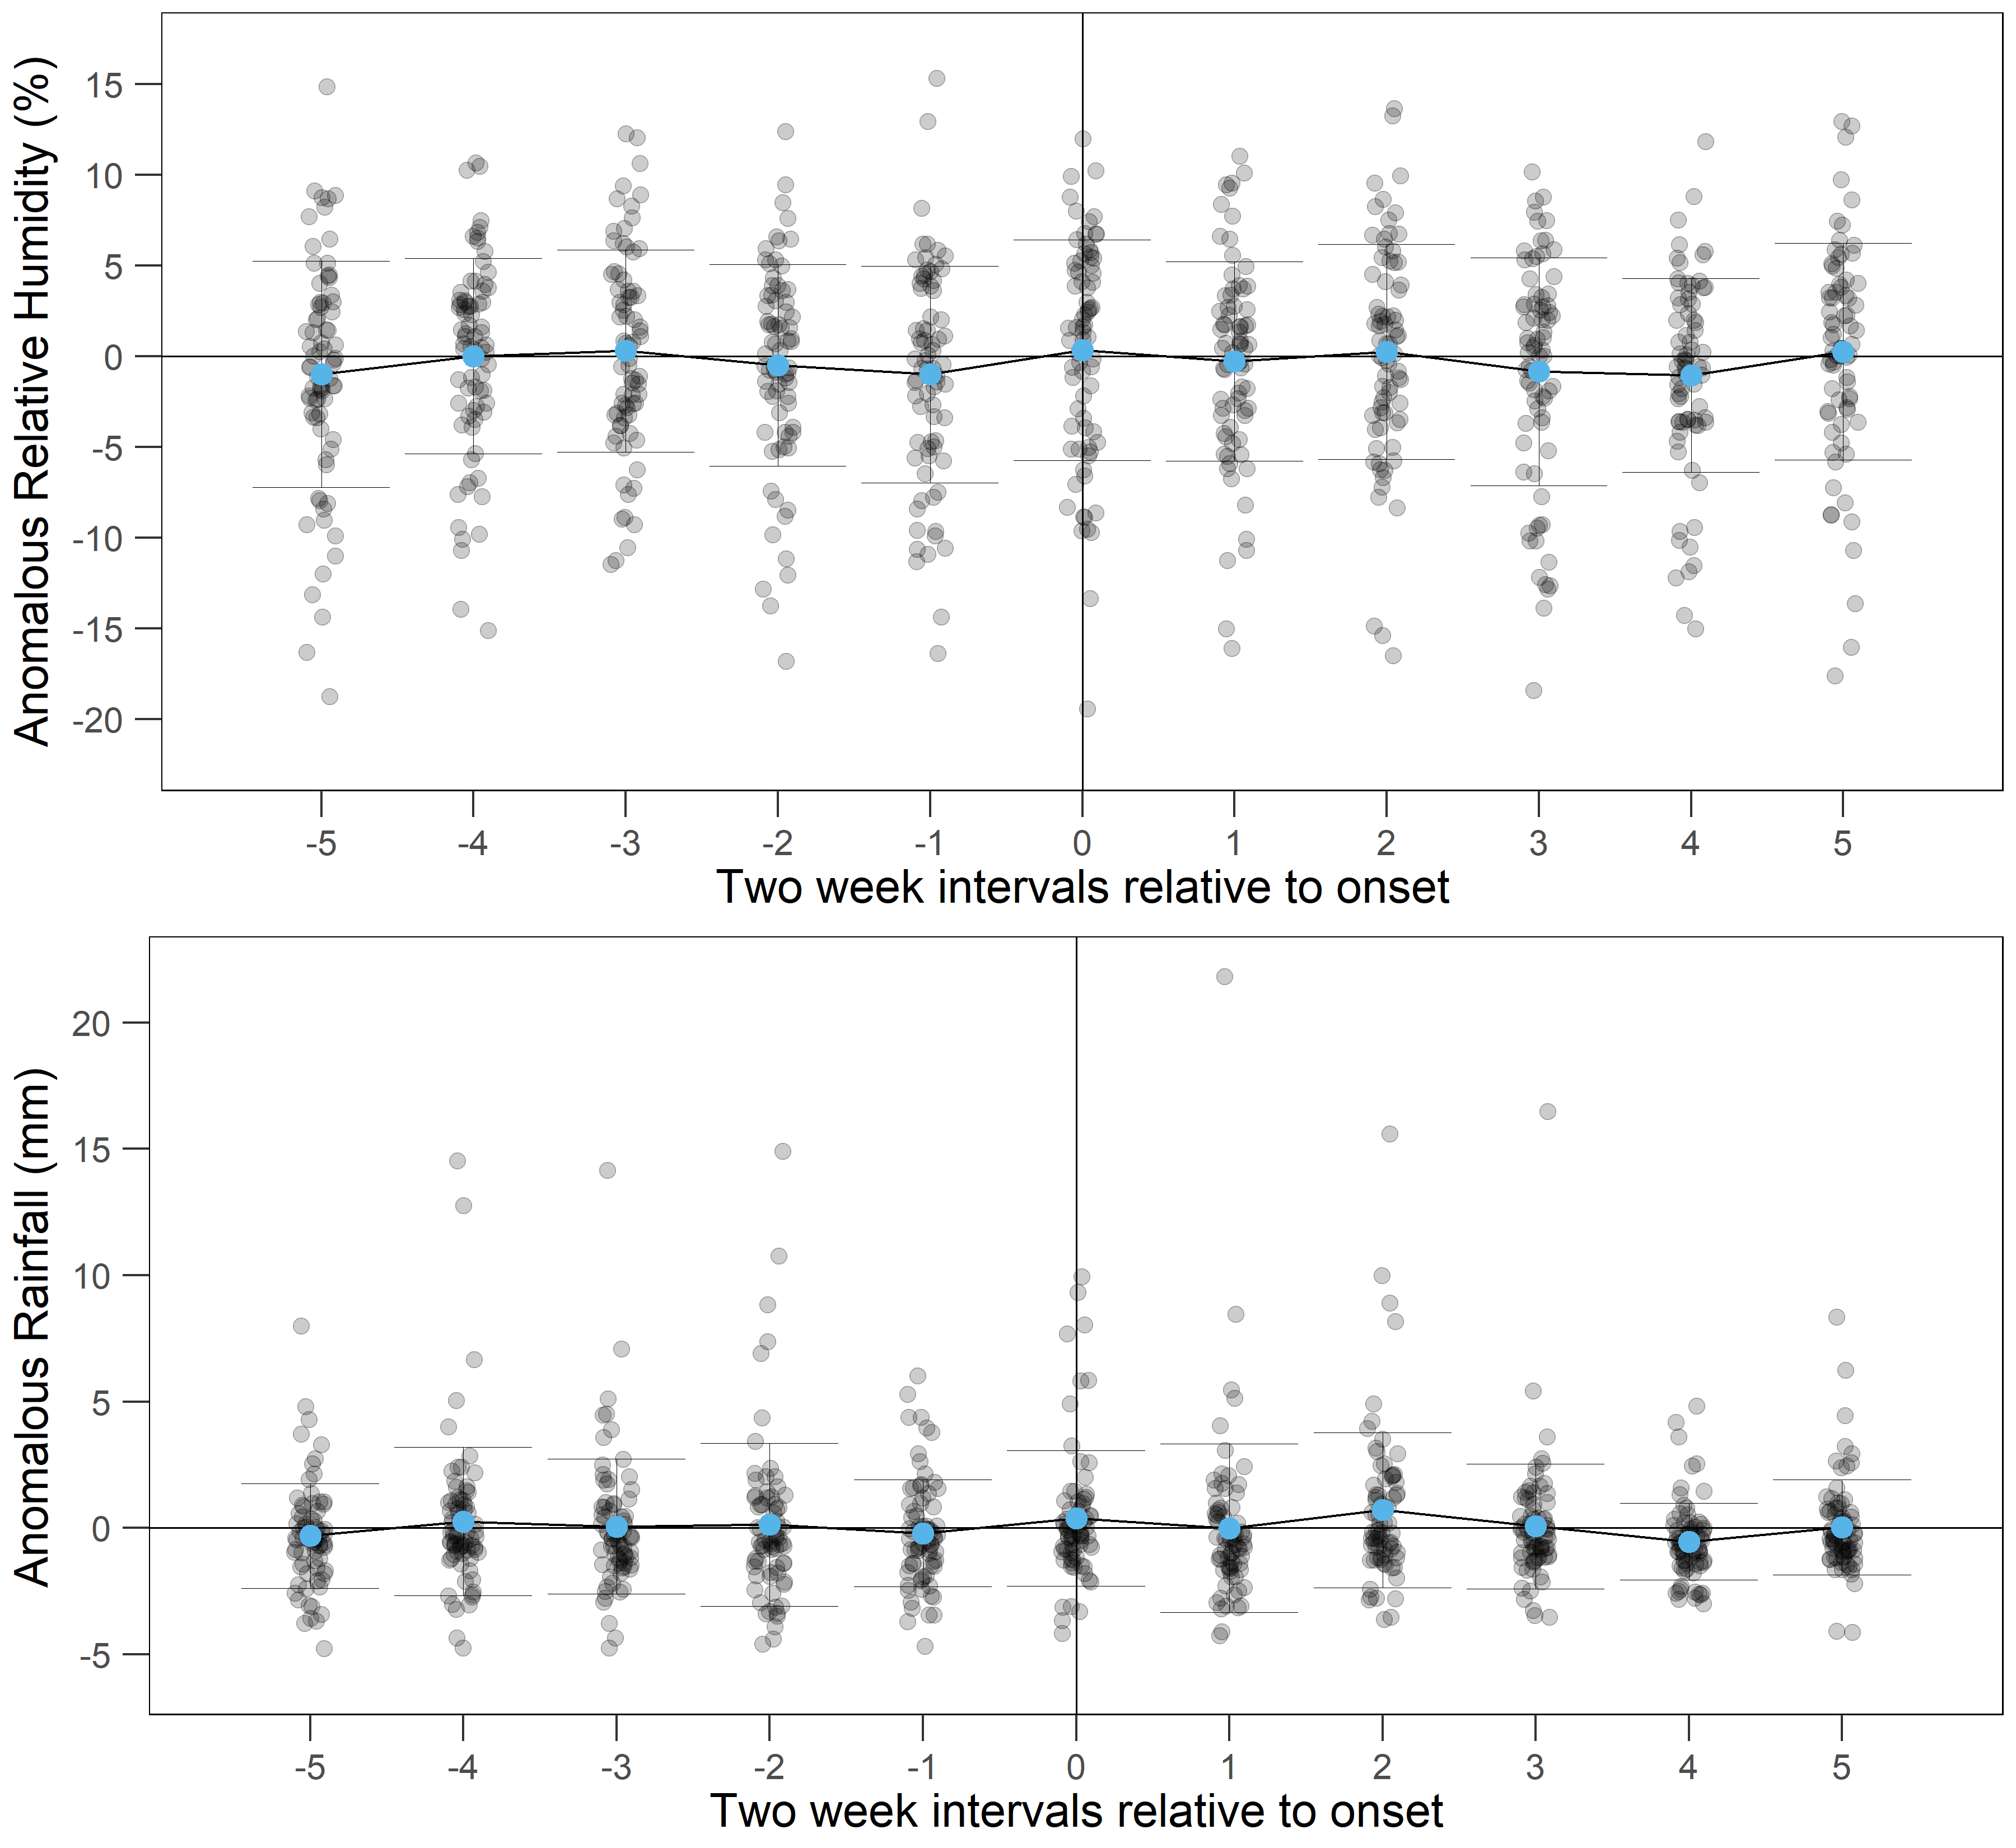 Anomalous Relative Humidity (%)
15
10
5
0
-5
-10
-15
-20
-5 -4 -3 -2 -1 0 1 2 3 4 5
Two week intervals relative to onset
Anomalous Rainfall (mm)
20
15
10
5
0
-5
-5 -4 -3 -2 -1 0 1 2 3 4 5
Two week intervals relative to onset